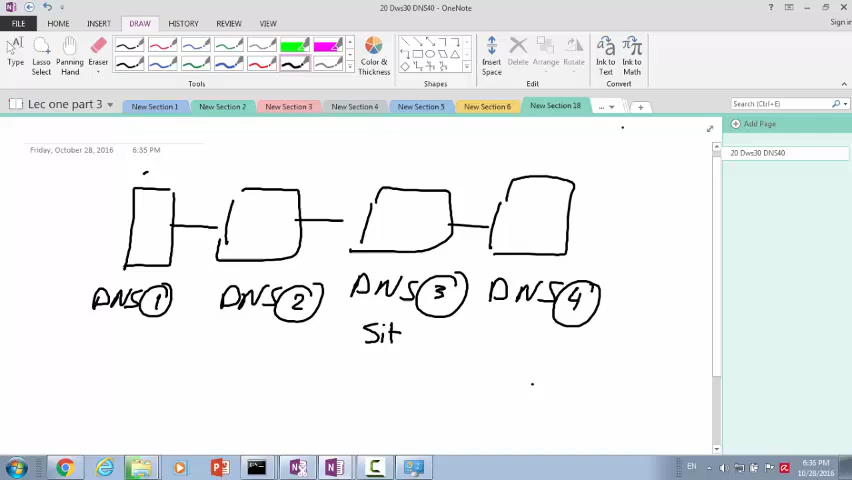 20 Dws30 DNS40 - OneNote
Sign in
FILE HOME INSERT DRAW HISTORY REVIEW VIEW
Type
Lasso Select
Panning Hand
Eraser
Color & Thickness
Insert Space
Delete
Arrange
Rotate
Ink to Text
Ink to Math
Tools
Shapes
Edit
Convert
Lec one part 3
New Section 1
New Section 2
New Section 3
New Section 4
New Section 5
New Section 6
New Section 18
...
Search (Ctrl+E)
Add Page
20 Dws30 DNS40
Friday, October 28, 2016 6:35 PM
DNS 1 DNS 2 DNS 3 DNS 4
Sit
EN
6:36 PM
10/28/2016